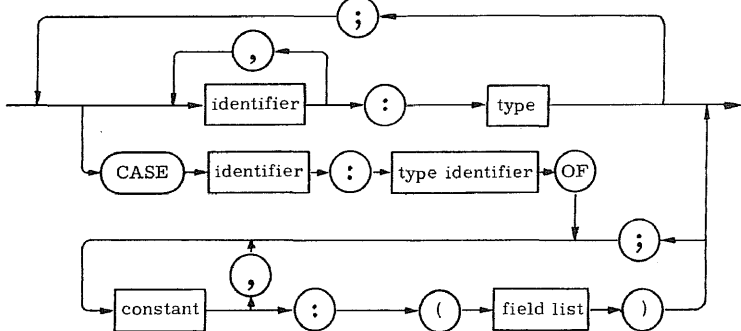 ;
,
identifier : type
CASE identifier : type identifier OF
;
,
constant : ( field list )